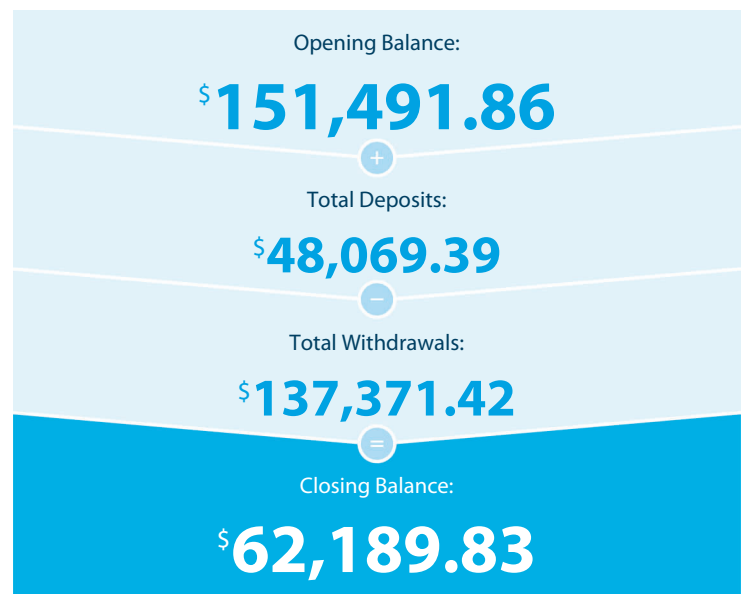 Opening Balance:
$151,491.86
+
Total Deposits:
$48,069.39
−
Total Withdrawals:
$137,371.42
=
Closing Balance:
$62,189.83